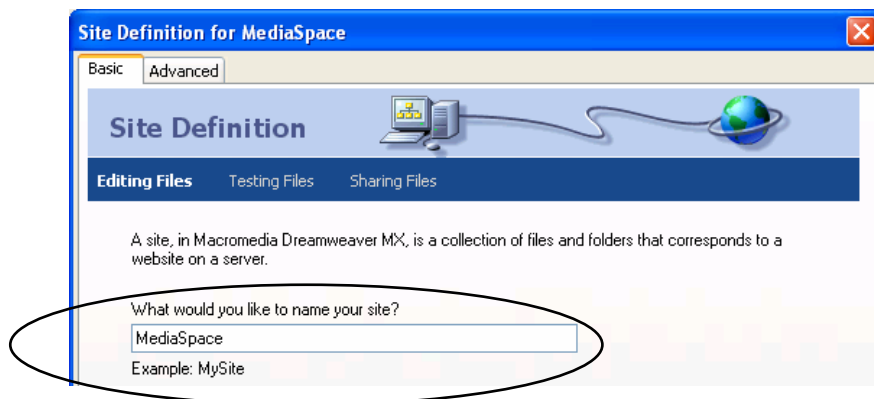 Site Definition for MediaSpace
Basic Advanced
Site Definition
Editing Files Testing Files Sharing Files
A site, in Macromedia Dreamweaver MX, is a collection of files and folders that corresponds to a
website on a server.
What would you like to name your site?
MediaSpace
Example: MySite